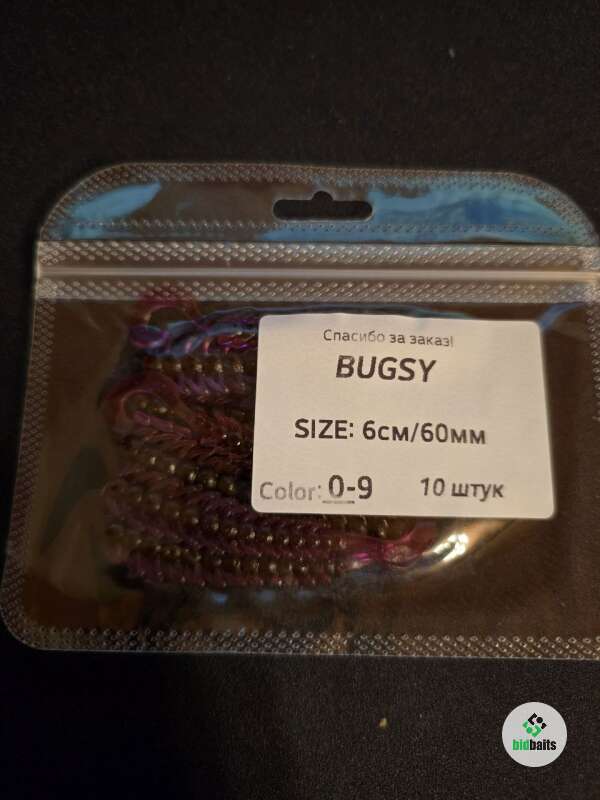 Спасибо за заказ!
BUGSY
SIZE: 6см/60мм
Color: 0-9 10 штук
bidbaits